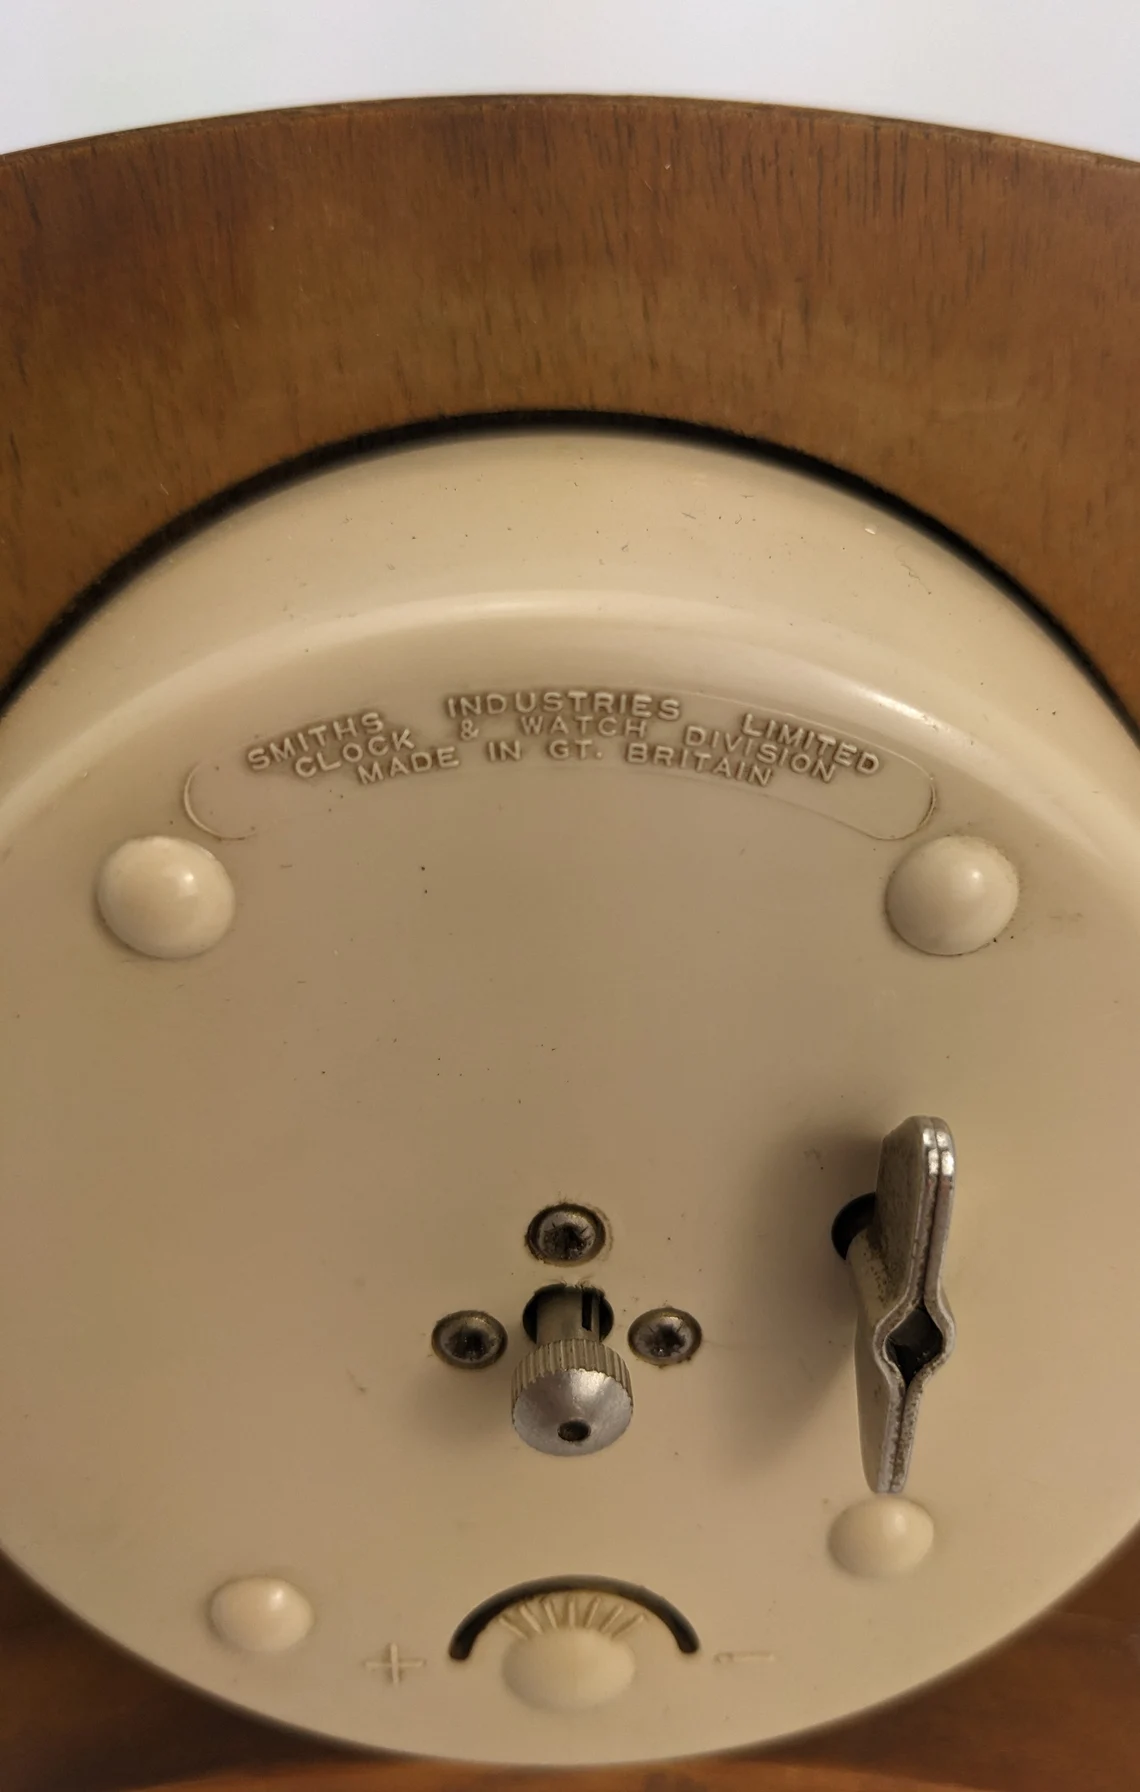 SMITHS INDUSTRIES LIMITED
CLOCK & WATCH DIVISION
MADE IN GT. BRITAIN
+ -